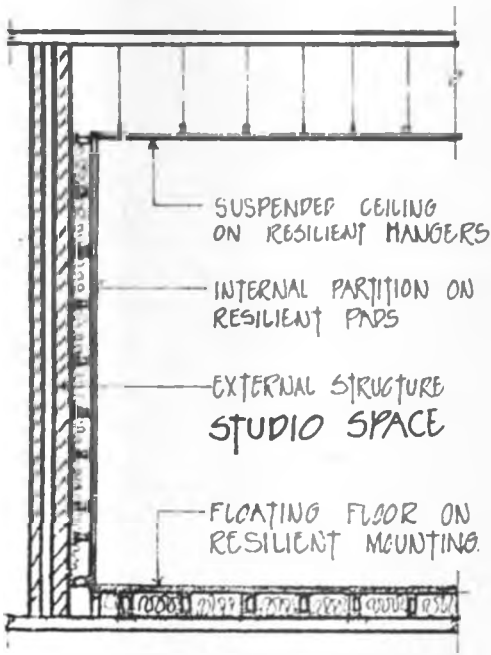 SUSPENDED CEILING
ON RESILIENT HANGERS
INTERNAL PARTITION ON
RESILIENT PADS
EXTERNAL STRUCTURE
STUDIO SPACE
FLOATING FLOOR ON
RESILIENT MOUNTING.